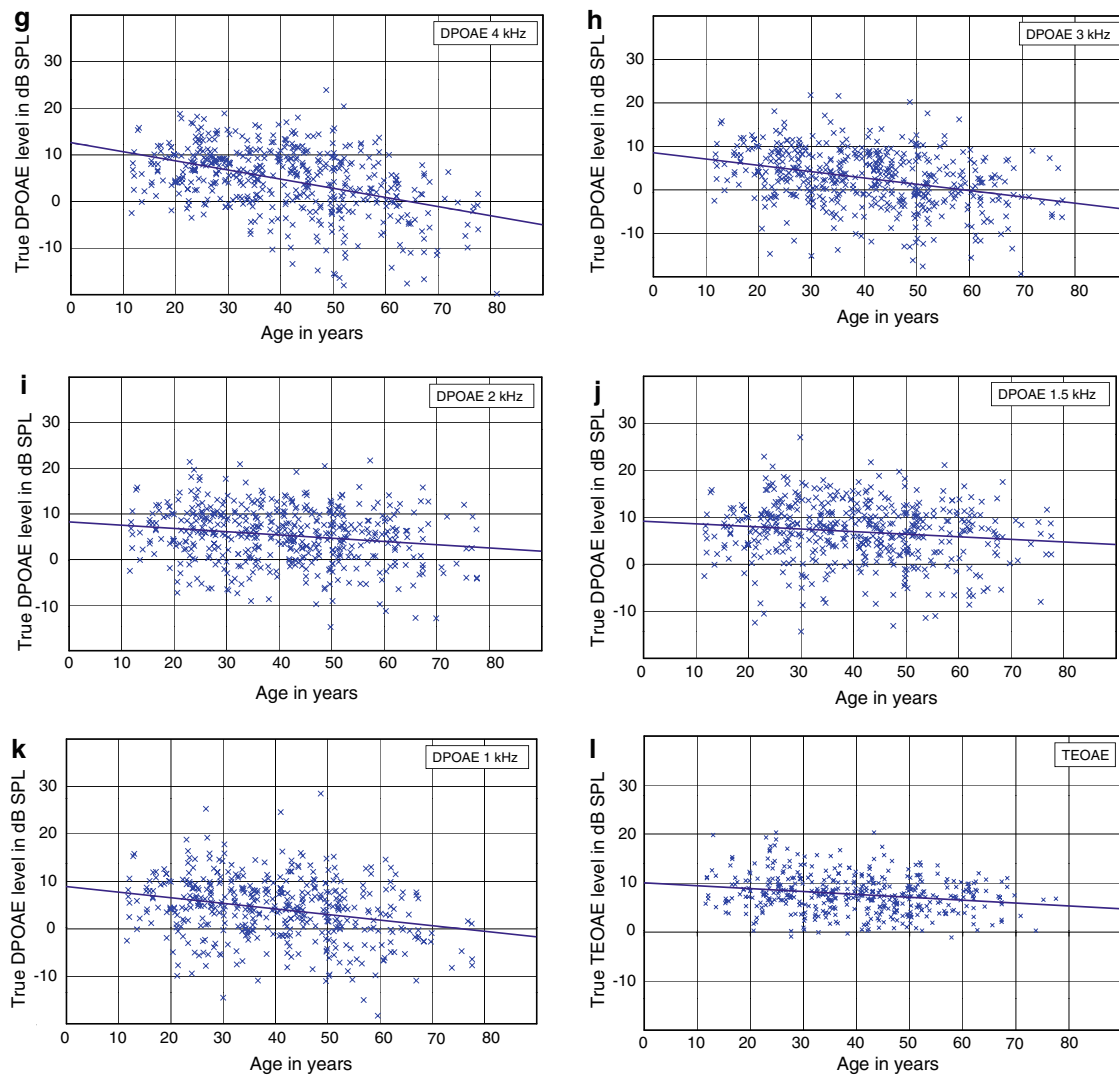 g
DPOAE 4 kHz
True DPOAE level in dB SPL
30
20
10
0
-10
0 10 20 30 40 50 60 70 80
Age in years
h
DPOAE 3 kHz
True DPOAE level in dB SPL
30
20
10
0
-10
0 10 20 30 40 50 60 70 80
Age in years
i
DPOAE 2 kHz
True DPOAE level in dB SPL
30
20
10
0
-10
0 10 20 30 40 50 60 70 80
Age in years
j
DPOAE 1.5 kHz
True DPOAE level in dB SPL
30
20
10
0
-10
0 10 20 30 40 50 60 70 80
Age in years
k
DPOAE 1 kHz
True DPOAE level in dB SPL
30
20
10
0
-10
0 10 20 30 40 50 60 70 80
Age in years
l
TEOAE
True TEOAE level in dB SPL
30
20
10
0
-10
0 10 20 30 40 50 60 70 80
Age in years